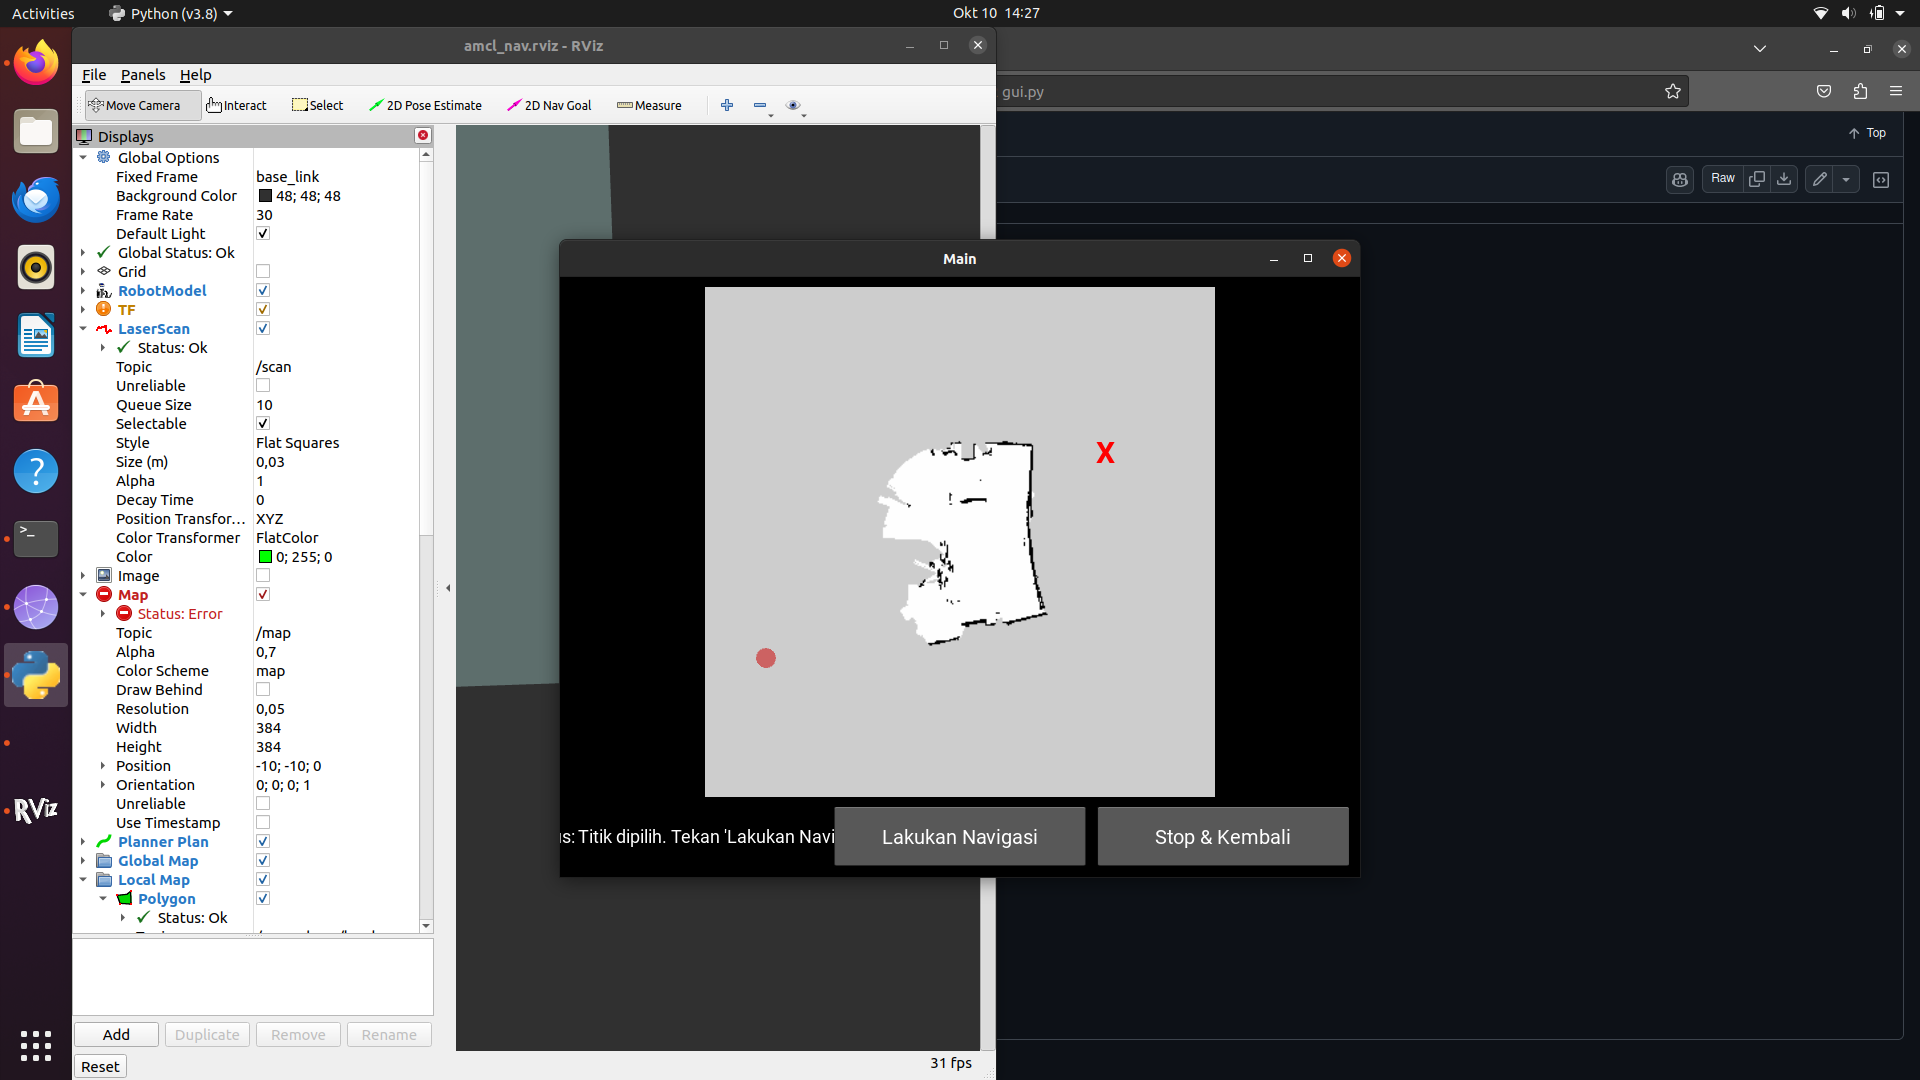 Activities
Python (v3.8)
Okt 10 14:27
amcl_nav.rviz - RViz
File Panels Help
Move Camera Interact Select 2D Pose Estimate 2D Nav Goal Measure
gui.py
Top
Raw
Displays
Global Options
Fixed Frame base_link
Background Color 48; 48; 48
Frame Rate 30
Default Light
Global Status: Ok
Grid
RobotModel
TF
LaserScan
Status: Ok
Topic /scan
Unreliable
Queue Size 10
Selectable
Style Flat Squares
Size (m) 0,03
Alpha 1
Decay Time 0
Position Transfor... XYZ
Color Transformer FlatColor
Color 0; 255; 0
Image
Map
Status: Error
Topic /map
Alpha 0,7
Color Scheme map
Draw Behind
Resolution 0,05
Width 384
Height 384
Position -10; -10; 0
Orientation 0; 0; 0; 1
Unreliable
Use Timestamp
Planner Plan
Global Map
Local Map
Polygon
Status: Ok
Add Duplicate Remove Rename
Reset
31 fps
Main
X
us: Titik dipilih. Tekan 'Lakukan Navi
Lakukan Navigasi
Stop & Kembali
RViz